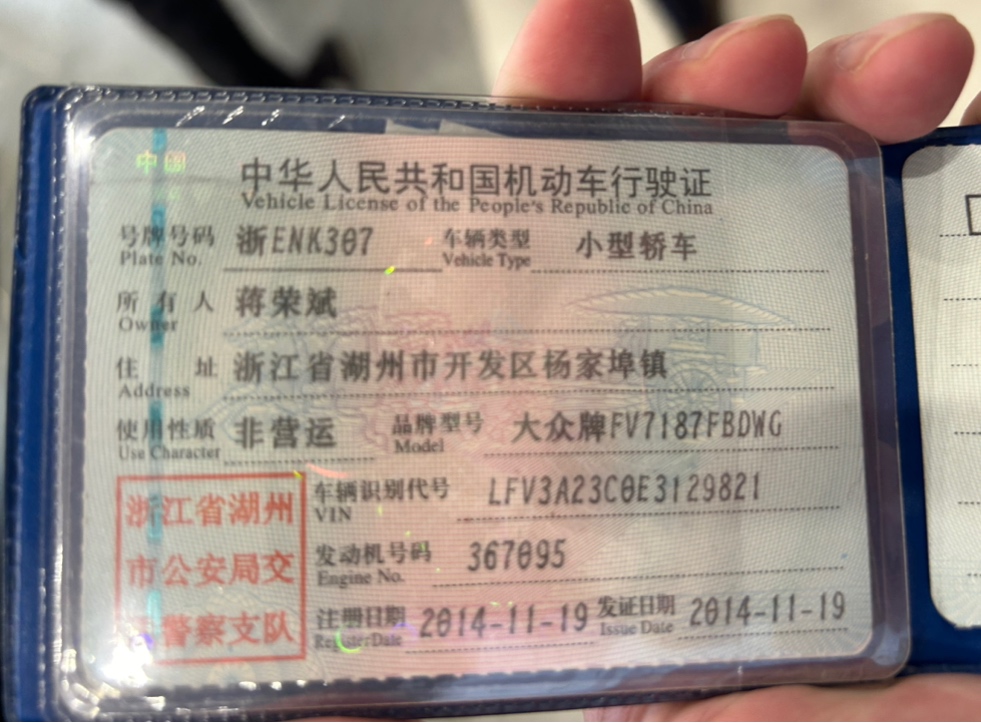 中国
中华人民共和国机动车行驶证
Vehicle License of the People's Republic of China
号牌号码 浙ENK307 车辆类型 小型轿车
Plate No. Vehicle Type
所有人 蒋荣斌
Owner
住址 浙江省湖州市开发区杨家埠镇
Address
使用性质 非营运 品牌型号 大众牌FV7187FBDWG
Use Character Model
浙江省湖州
市公安局交
警察支队
车辆识别代号 LFV3A23C0E3129821
VIN
发动机号码 367095
Engine No.
注册日期 2014-11-19 发证日期 2014-11-19
Register Date Issue Date